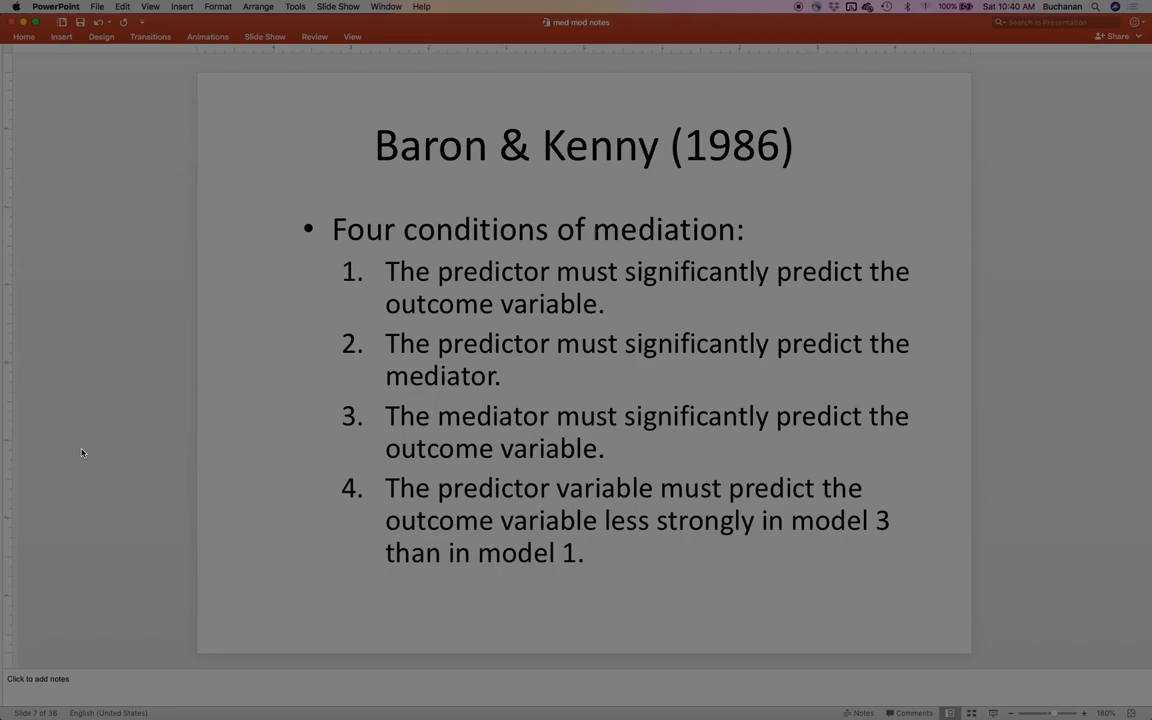 PowerPoint File Edit View Insert Format Arrange Tools Slide Show Window Help 100% Sat 10:40 AM Buchanan
med mod notes Search in Presentation
Home Insert Design Transitions Animations Slide Show Review View Share
Baron & Kenny (1986)
• Four conditions of mediation:
1. The predictor must significantly predict the
outcome variable.
2. The predictor must significantly predict the
mediator.
3. The mediator must significantly predict the
outcome variable.
4. The predictor variable must predict the
outcome variable less strongly in model 3
than in model 1.
Click to add notes
Slide 7 of 36 English (United States) Notes Comments 180%